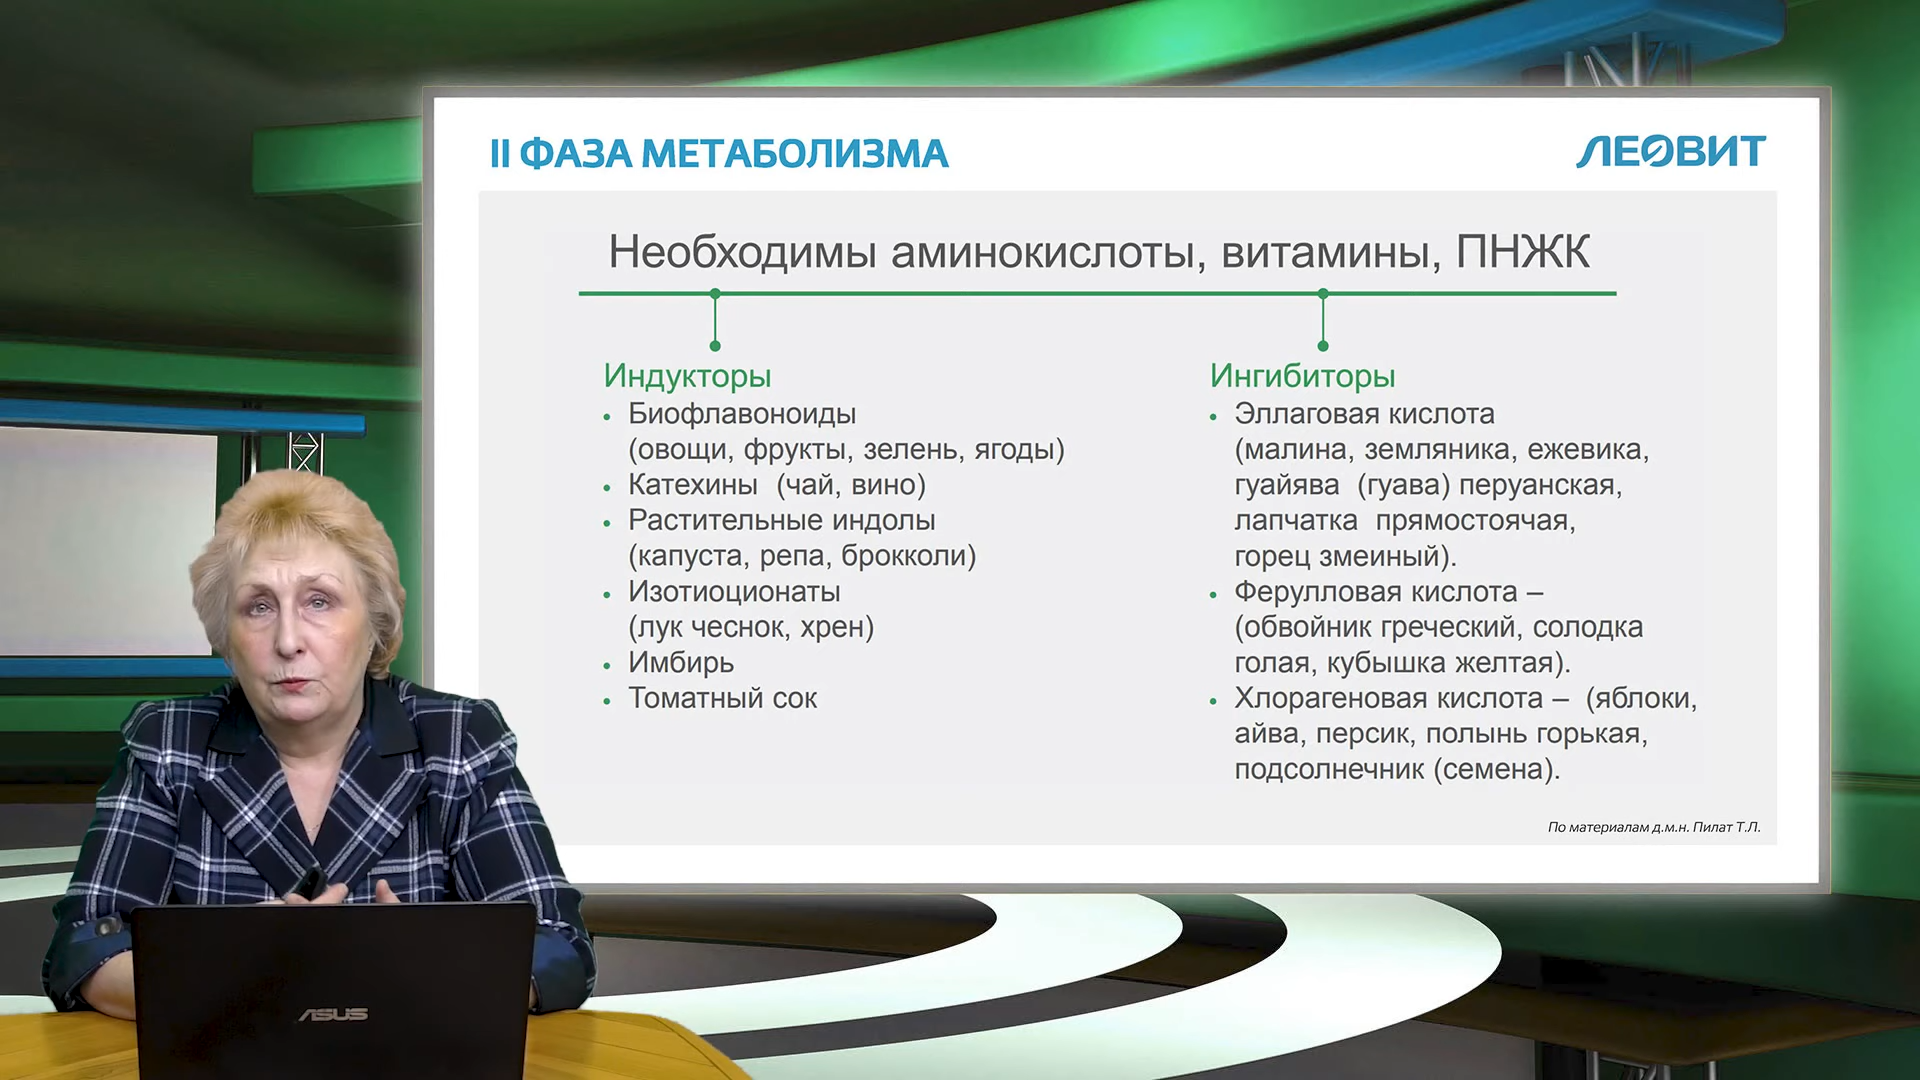 II ФАЗА МЕТАБОЛИЗМА
ЛЕОВИТ
Необходимы аминокислоты, витамины, ПНЖК
Индукторы
• Биофлавоноиды
(овощи, фрукты, зелень, ягоды)
• Катехины (чай, вино)
• Растительные индолы
(капуста, репа, брокколи)
• Изотиоционаты
(лук чеснок, хрен)
• Имбирь
• Томатный сок
Ингибиторы
• Эллаговая кислота
(малина, земляника, ежевика,
гуайява (гуава) перуанская,
лапчатка прямостоячая,
горец змеиный).
• Ферулловая кислота –
(обвойник греческий, солодка
голая, кубышка желтая).
• Хлорагеновая кислота – (яблоки,
айва, персик, полынь горькая,
подсолнечник (семена).
По материалам д.м.н. Пилат Т.Л.
ASUS